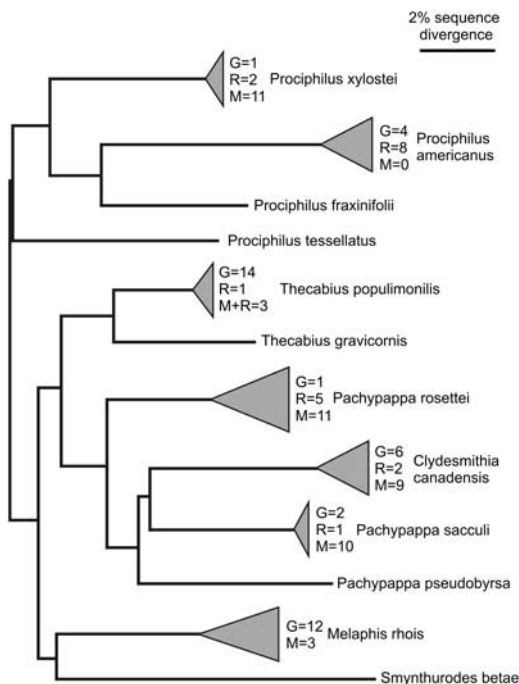 2% sequence
divergence
G=1
R=2 Prociphilus xylostei
M=11
G=4
R=8
M=0
Prociphilus
americanus
Prociphilus fraxinifolii
Prociphilus tessellatus
G=14
R=1 Thecabius populimonilis
M+R=3
Thecabius gravicornis
G=1
R=5 Pachypappa rosettei
M=11
G=6
R=2
M=9
Clydesmithia
canadensis
G=2
R=1 Pachypappa sacculi
M=10
Pachypappa pseudobyrsa
G=12
M=3
Melaphis rhois
Smynthurodes betae